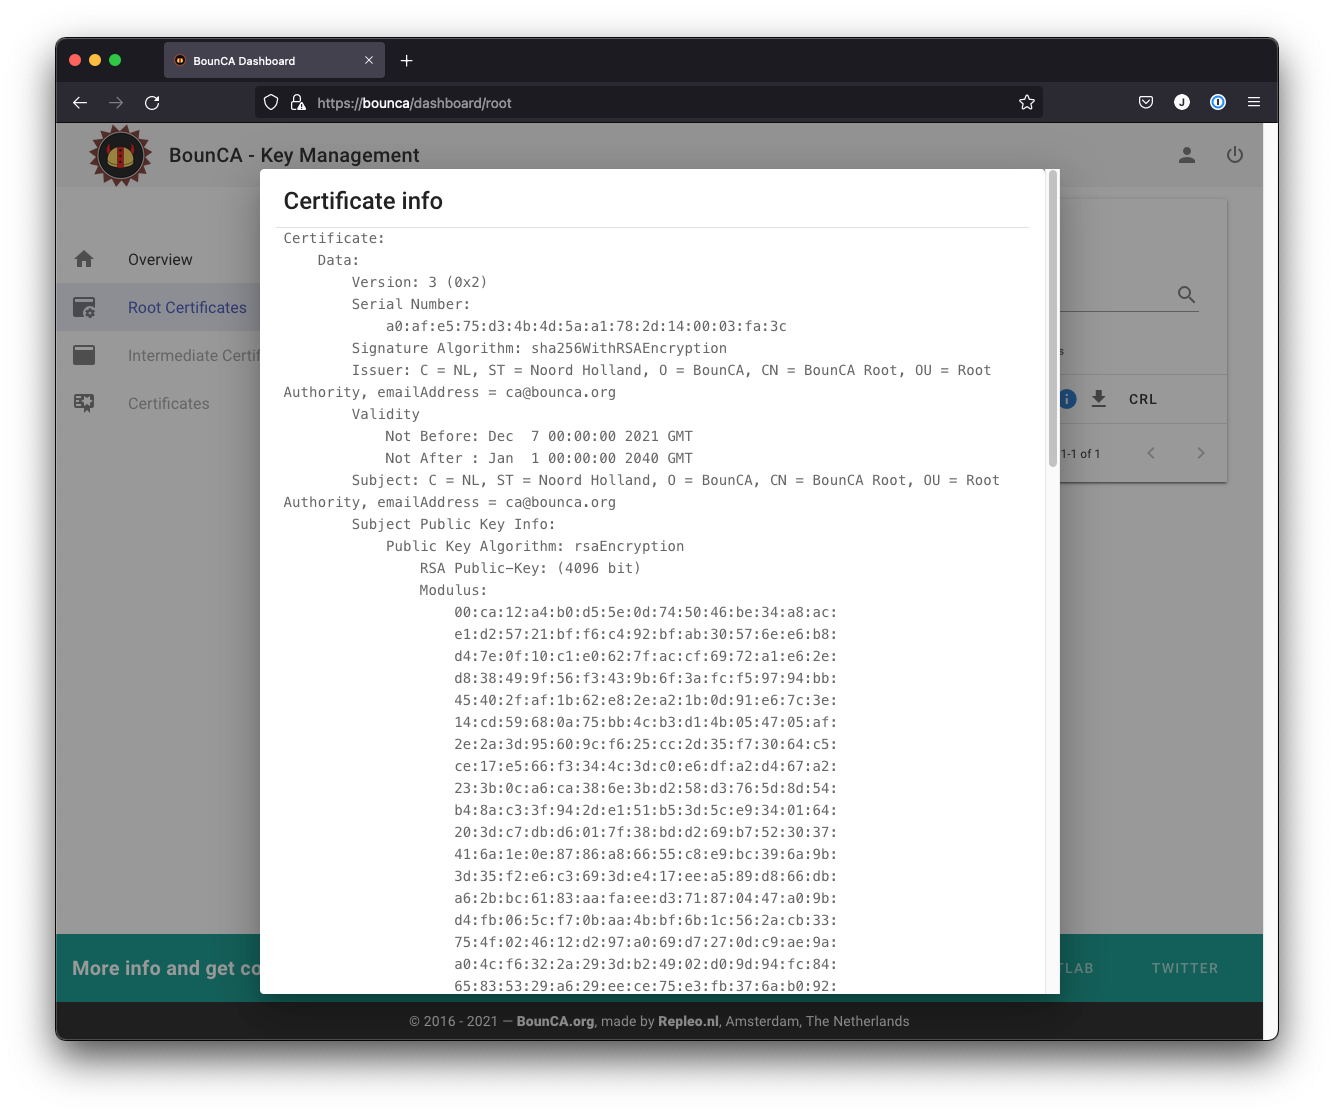 BounCA Dashboard
https://bounca/dashboard/root
J
BounCA - Key Management
Overview
Root Certificates
Intermediate Certif
Certificates
Certificate info
Certificate:
Data:
Version: 3 (0x2)
Serial Number:
a0:af:e5:75:d3:4b:4d:5a:a1:78:2d:14:00:03:fa:3c
Signature Algorithm: sha256WithRSAEncryption
Issuer: C = NL, ST = Noord Holland, O = BounCA, CN = BounCA Root, OU = Root
Authority, emailAddress = ca@bounca.org
Validity
Not Before: Dec  7 00:00:00 2021 GMT
Not After : Jan  1 00:00:00 2040 GMT
Subject: C = NL, ST = Noord Holland, O = BounCA, CN = BounCA Root, OU = Root
Authority, emailAddress = ca@bounca.org
Subject Public Key Info:
Public Key Algorithm: rsaEncryption
RSA Public-Key: (4096 bit)
Modulus:
00:ca:12:a4:b0:d5:5e:0d:74:50:46:be:34:a8:ac:
e1:d2:57:21:bf:f6:c4:92:bf:ab:30:57:6e:e6:b8:
d4:7e:0f:10:c1:e0:62:7f:ac:cf:69:72:a1:e6:2e:
d8:38:49:9f:56:f3:43:9b:6f:3a:fc:f5:97:94:bb:
45:40:2f:af:1b:62:e8:2e:a2:1b:0d:91:e6:7c:3e:
14:cd:59:68:0a:75:bb:4c:b3:d1:4b:05:47:05:af:
2e:2a:3d:95:60:9c:f6:25:cc:2d:35:f7:30:64:c5:
ce:17:e5:66:f3:34:4c:3d:c0:e6:df:a2:d4:67:a2:
23:3b:0c:a6:ca:38:6e:3b:d2:58:d3:76:5d:8d:54:
b4:8a:c3:3f:94:2d:e1:51:b5:3d:5c:e9:34:01:64:
20:3d:c7:db:d6:01:7f:38:bd:d2:69:b7:52:30:37:
41:6a:1e:0e:87:86:a8:66:55:c8:e9:bc:39:6a:9b:
3d:35:f2:e6:c3:69:3d:e4:17:ee:a5:89:d8:66:db:
a6:2b:bc:61:83:aa:fa:ee:d3:71:87:04:47:a0:9b:
d4:fb:06:5c:f7:0b:aa:4b:bf:6b:1c:56:2a:cb:33:
75:4f:02:46:12:d2:97:a0:69:d7:27:0d:c9:ae:9a:
a0:4c:f6:32:2a:29:3d:b2:49:02:d0:9d:94:fc:84:
65:83:53:29:a6:29:ee:ce:75:e3:fb:37:6a:b0:92:
s
CRL
1-1 of 1
More info and get co
TLAB
TWITTER
© 2016 - 2021 — BounCA.org, made by Repleo.nl, Amsterdam, The Netherlands